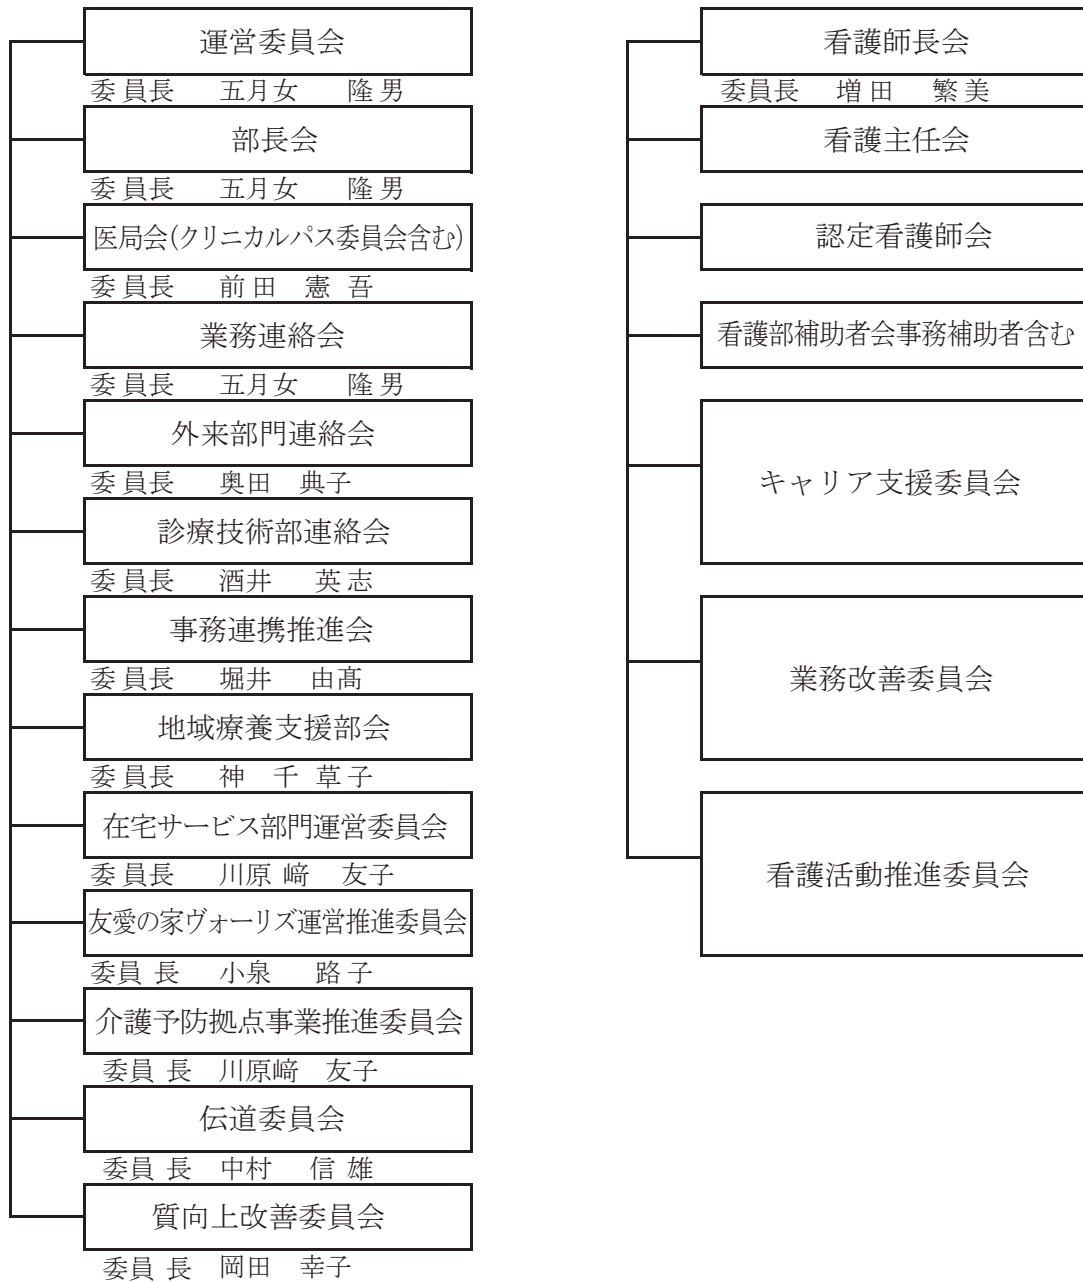 運営委員会
委員長 五月女 隆男
部長会
委員長 五月女 隆男
医局会(クリニカルパス委員会含む)
委員長 前田 憲吾
業務連絡会
委員長 五月女 隆男
外来部門連絡会
委員長 奥田 典子
診療技術部連絡会
委員長 酒井 英志
事務連携推進会
委員長 堀井 由髙
地域療養支援部会
委員長 神 千草子
在宅サービス部門運営委員会
委員長 川原﨑 友子
友愛の家ヴォーリズ運営推進委員会
委員長 小泉 路子
介護予防拠点事業推進委員会
委員長 川原﨑 友子
伝道委員会
委員長 中村 信雄
質向上改善委員会
委員長 岡田 幸子
看護師長会
委員長 増田 繁美
看護主任会
認定看護師会
看護部補助者会事務補助者含む
キャリア支援委員会
業務改善委員会
看護活動推進委員会